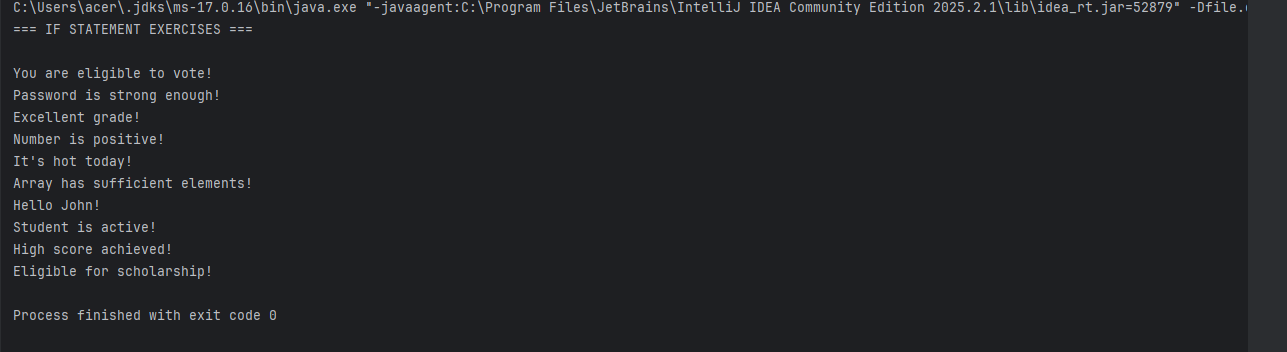 C:\Users\acer\.jdks\ms-17.0.16\bin\java.exe "-javaagent:C:\Program Files\JetBrains\IntelliJ IDEA Community Edition 2025.2.1\lib\idea_rt.jar=52879" -Dfile.
=== IF STATEMENT EXERCISES ===
You are eligible to vote!
Password is strong enough!
Excellent grade!
Number is positive!
It's hot today!
Array has sufficient elements!
Hello John!
Student is active!
High score achieved!
Eligible for scholarship!
Process finished with exit code 0